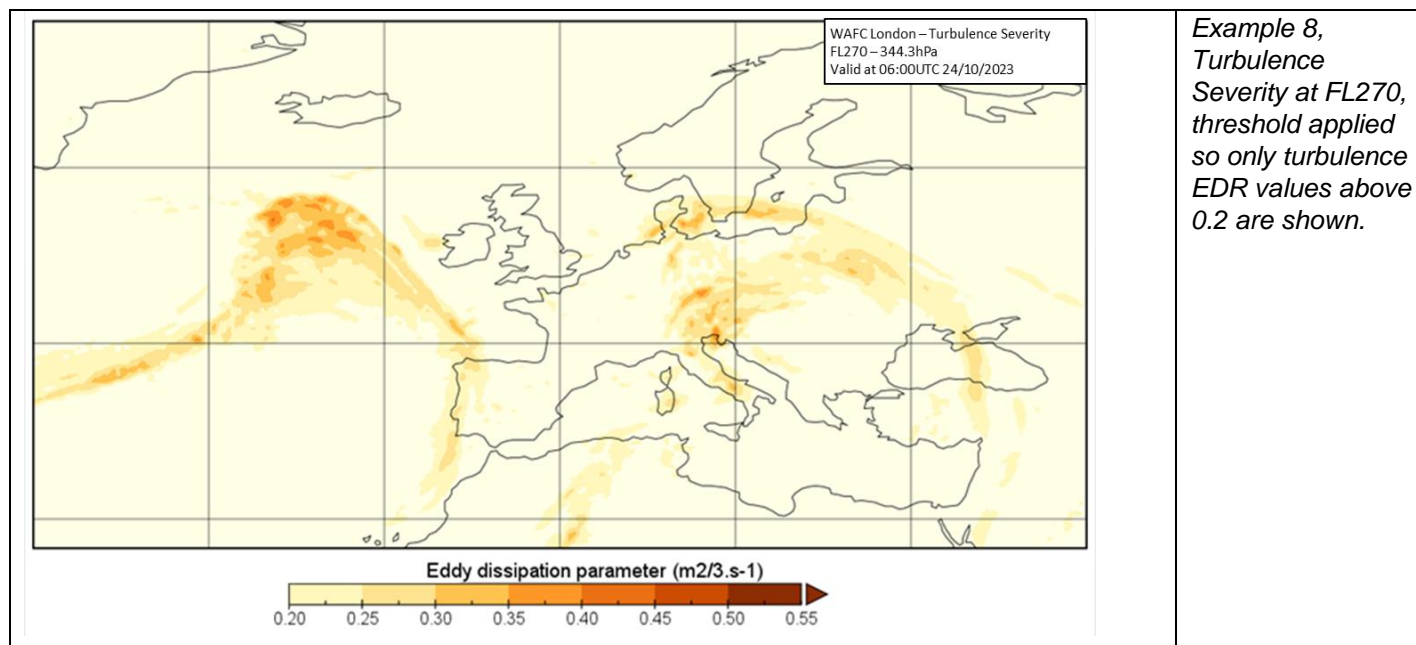 WAFC London – Turbulence Severity
FL270 – 344.3hPa
Valid at 06:00UTC 24/10/2023
Eddy dissipation parameter (m2/3.s-1)
0.20 0.25 0.30 0.35 0.40 0.45 0.50 0.55
Example 8,
Turbulence
Severity at FL270,
threshold applied
so only turbulence
EDR values above
0.2 are shown.